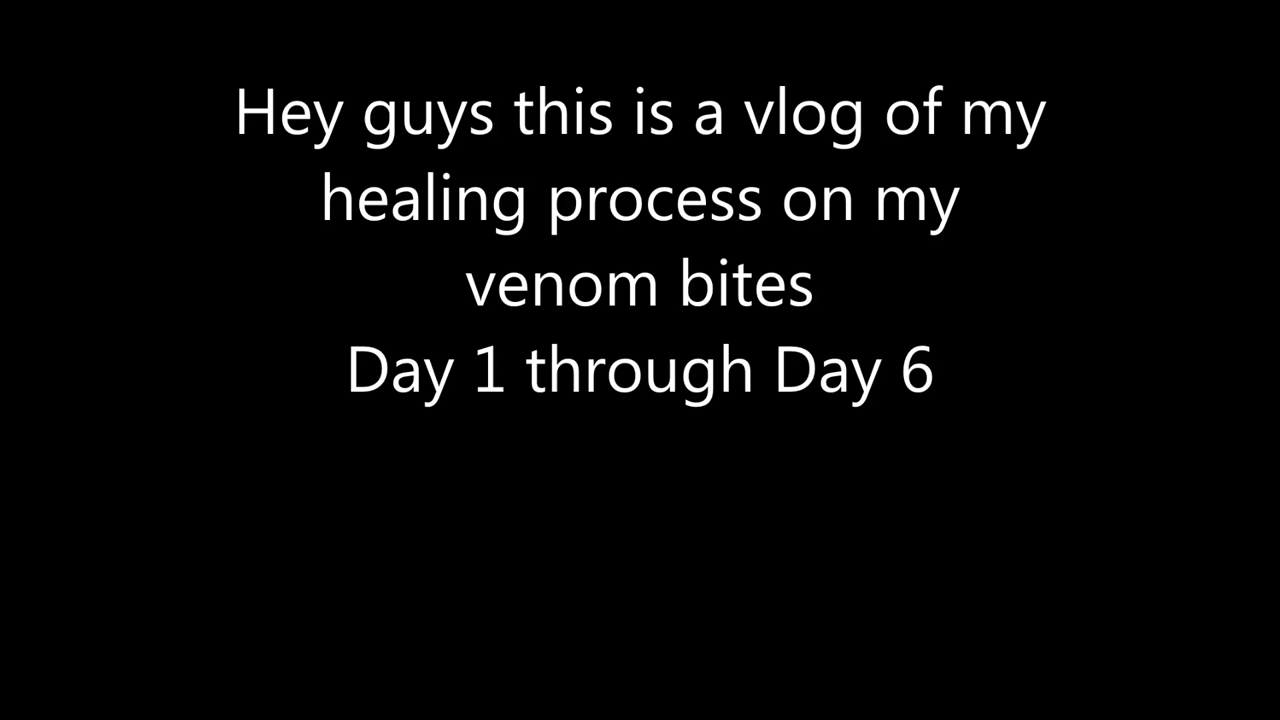 Hey guys this is a vlog of my
healing process on my
venom bites
Day 1 through Day 6